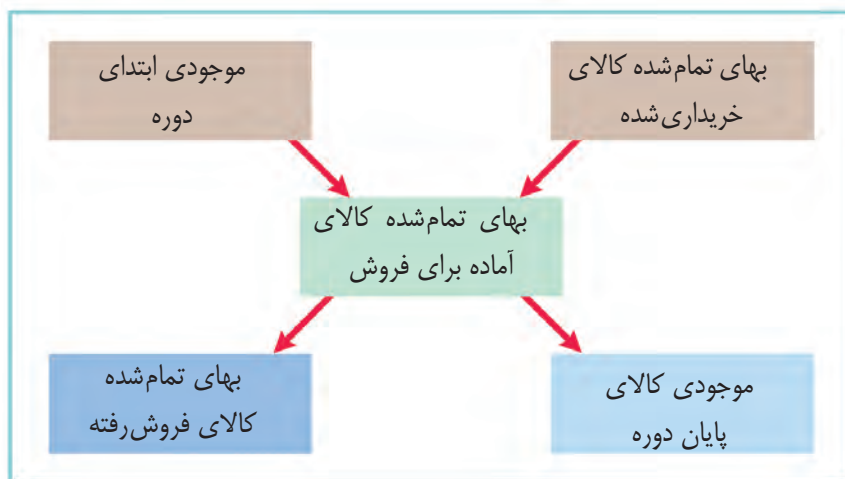 بهای تمام‌شده کالای
خریداری‌شده
موجودی ابتدای
دوره
بهای تمام‌شده کالای
آماده برای فروش
موجودی کالای
پایان دوره
بهای تمام‌شده
کالای فروش‌رفته